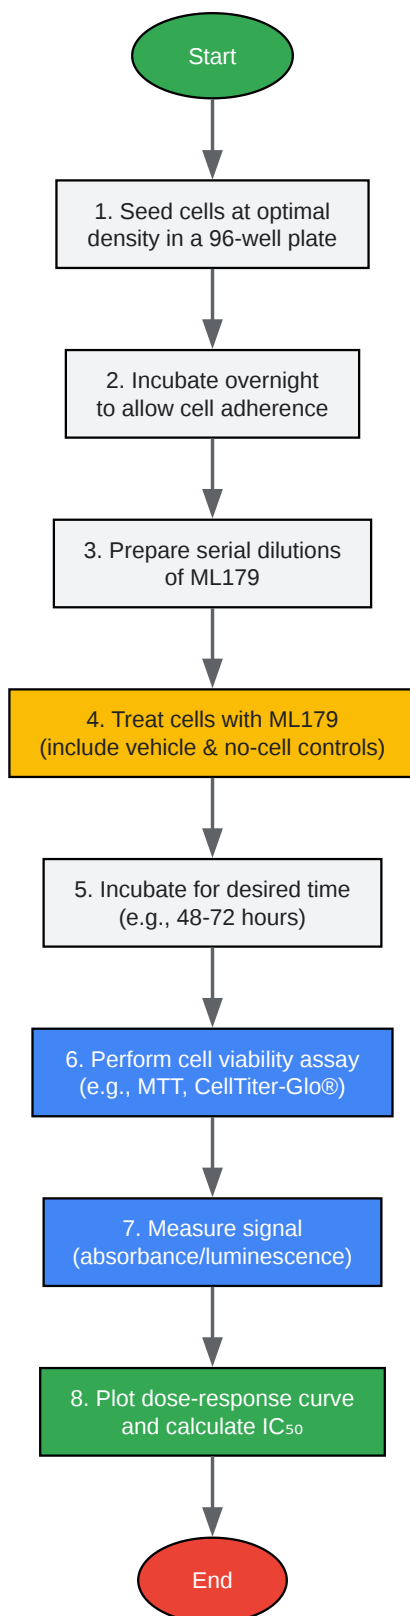 Start
1. Seed cells at optimal
density in a 96-well plate
2. Incubate overnight
to allow cell adherence
3. Prepare serial dilutions
of ML179
4. Treat cells with ML179
(include vehicle & no-cell controls)
5. Incubate for desired time
(e.g., 48-72 hours)
6. Perform cell viability assay
(e.g., MTT, CellTiter-Glo®)
7. Measure signal
(absorbance/luminescence)
8. Plot dose-response curve
and calculate IC₅₀
End